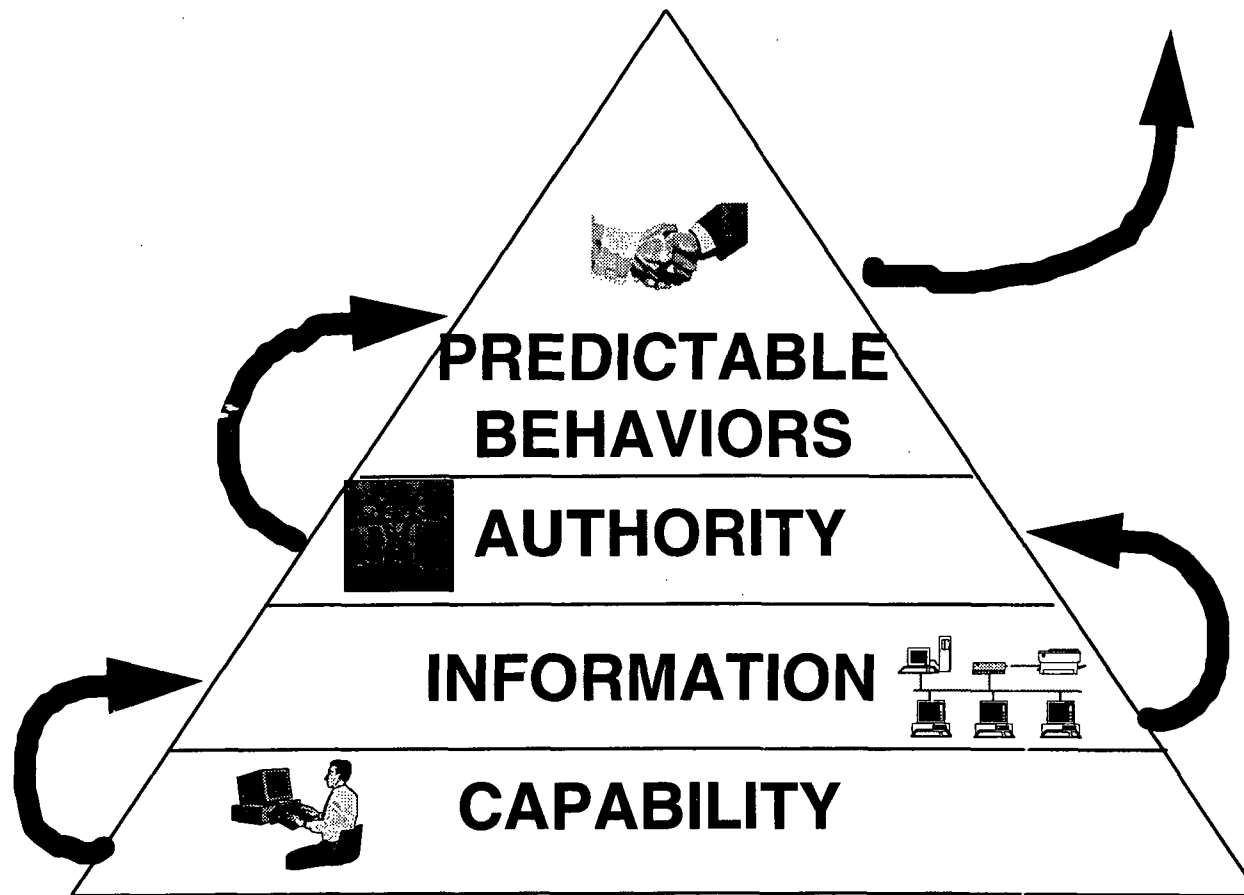 PREDICTABLE
BEHAVIORS
AUTHORITY
INFORMATION
CAPABILITY